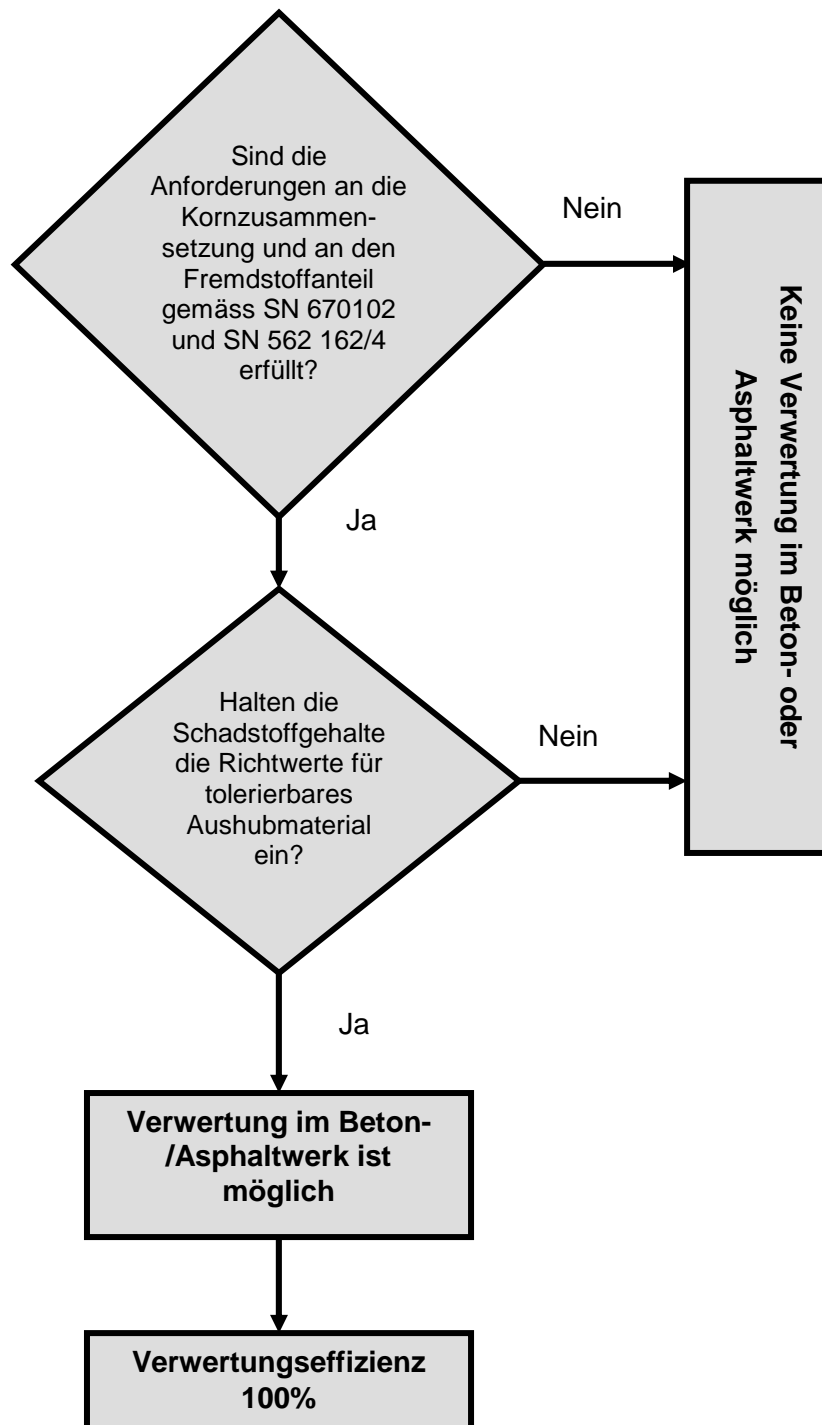 Sind die
Anforderungen an die
Kornzusammen-
setzung und an den
Fremdstoffanteil
gemäss SN 670102
und SN 562 162/4
erfüllt?
Nein
Keine Verwertung im Beton- oder
Asphaltwerk möglich
Ja
Halten die
Schadstoffgehalte
die Richtwerte für
tolerierbares
Aushubmaterial
ein?
Nein
Ja
Verwertung im Beton-
/Asphaltwerk ist
möglich
Verwertungseffizienz
100%